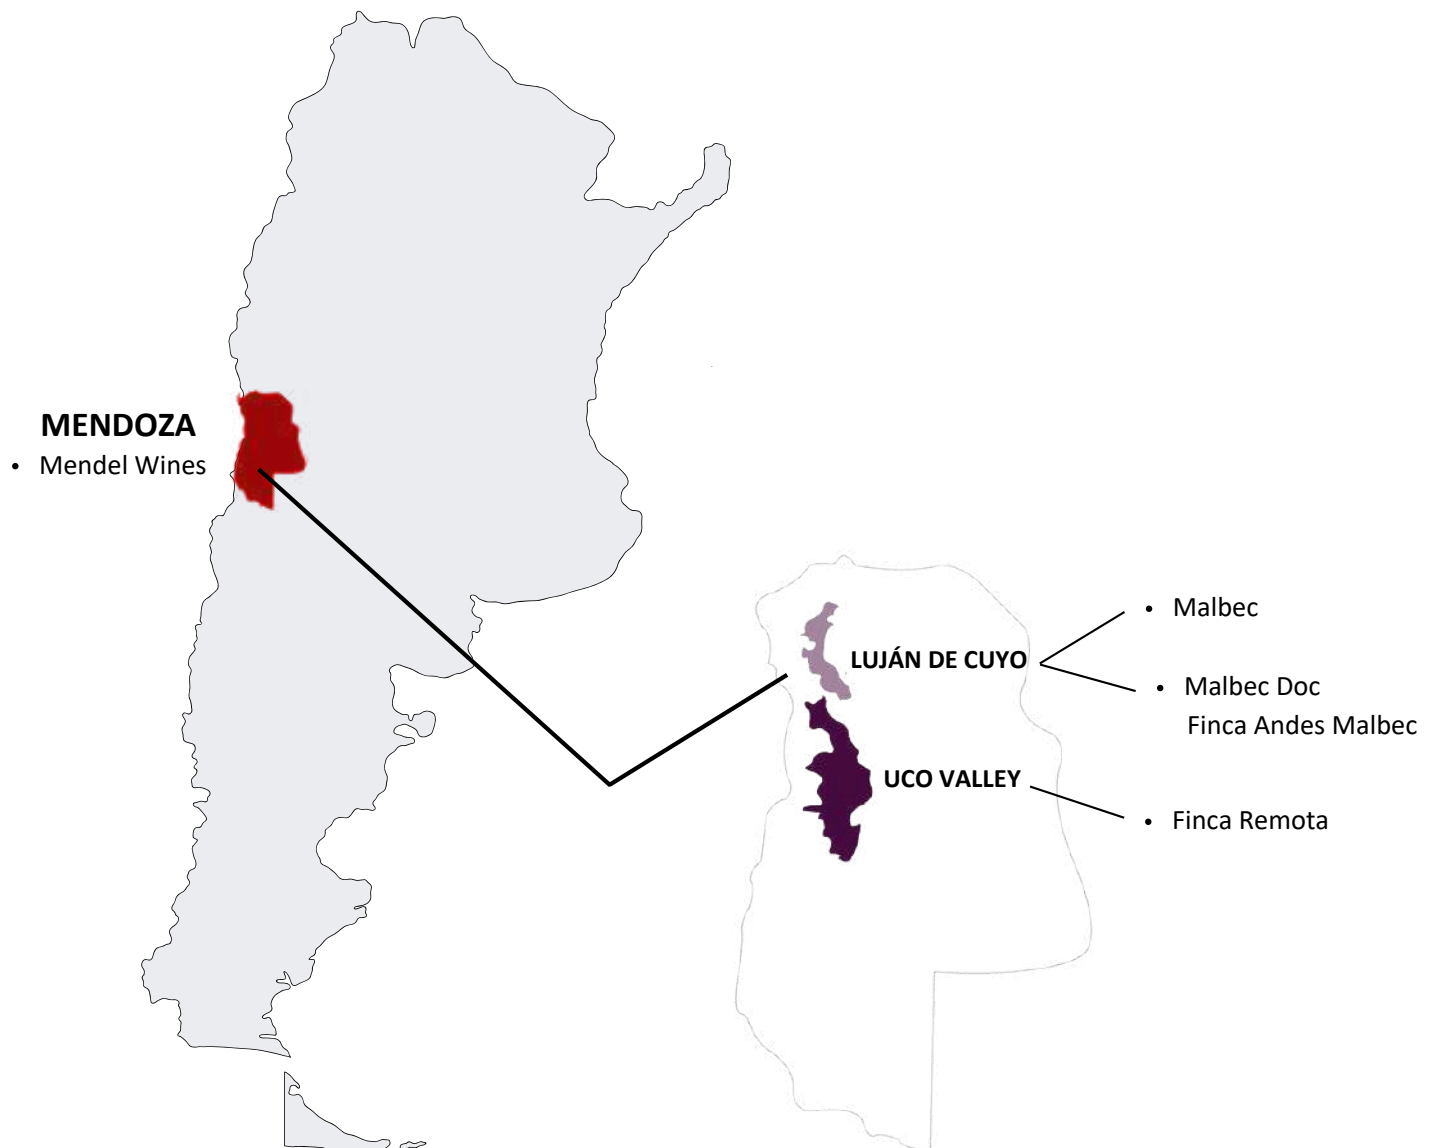 MENDOZA
• Mendel Wines
• Malbec
LUJÁN DE CUYO
• Malbec Doc
Finca Andes Malbec
UCO VALLEY
• Finca Remota